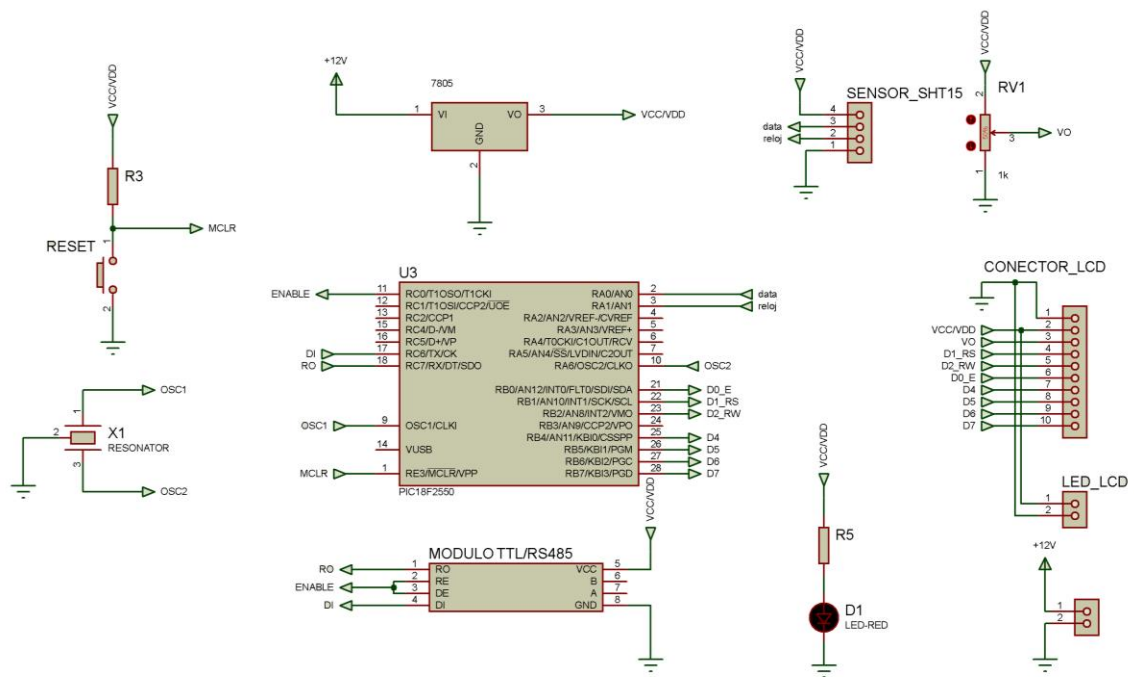 VCC/VDD
R3
MCLR
RESET
1
2
+12V
7805
1 VI VO 3
VCC/VDD
GND
2
VCC/VDD
SENSOR_SHT15
4
data 3
reloj 2
1
VCC/VDD
RV1
2
3 VO
1
1k
OSC1
1
2 X1
RESONATOR
3
OSC2
U3
ENABLE 11 RC0/T1OSO/T1CKI
12 RC1/T1OSI/CCP2/UOE
13 RC2/CCP1
15 RC4/D-/VM
16 RC5/D+/VP
DI 17 RC6/TX/CK
RO 18 RC7/RX/DT/SDO
OSC1 9 OSC1/CLKI
14 VUSB
MCLR 1 RE3/MCLR/VPP
RA0/AN0 2 data
RA1/AN1 3 reloj
RA2/AN2/VREF-/CVREF 4
RA3/AN3/VREF+ 5
RA4/T0CKI/C1OUT/RCV 6
RA5/AN4/SS/LVDIN/C2OUT 7
RA6/OSC2/CLKO 10 OSC2
RB0/AN12/INT0/FLT0/SDI/SDA 21 D0_E
RB1/AN10/INT1/SCK/SCL 22 D1_RS
RB2/AN8/INT2/VMO 23 D2_RW
RB3/AN9/CCP2/VPO 24
RB4/AN11/KBI0/CSSPP 25 D4
RB5/KBI1/PGM 26 D5
RB6/KBI2/PGC 27 D6
RB7/KBI3/PGD 28 D7
PIC18F2550
CONECTOR_LCD
1
VCC/VDD 2
VO 3
D1_RS 4
D2_RW 5
D0_E 6
D4 7
D5 8
D6 9
D7 10
LED_LCD
1
2
MODULO TTL/RS485
RO 1 RO
ENABLE 2 RE
3 DE
DI 4 DI
VCC 5
B 6
A 7
GND 8
VCC/VDD
VCC/VDD
R5
D1
LED-RED
+12V
1
2